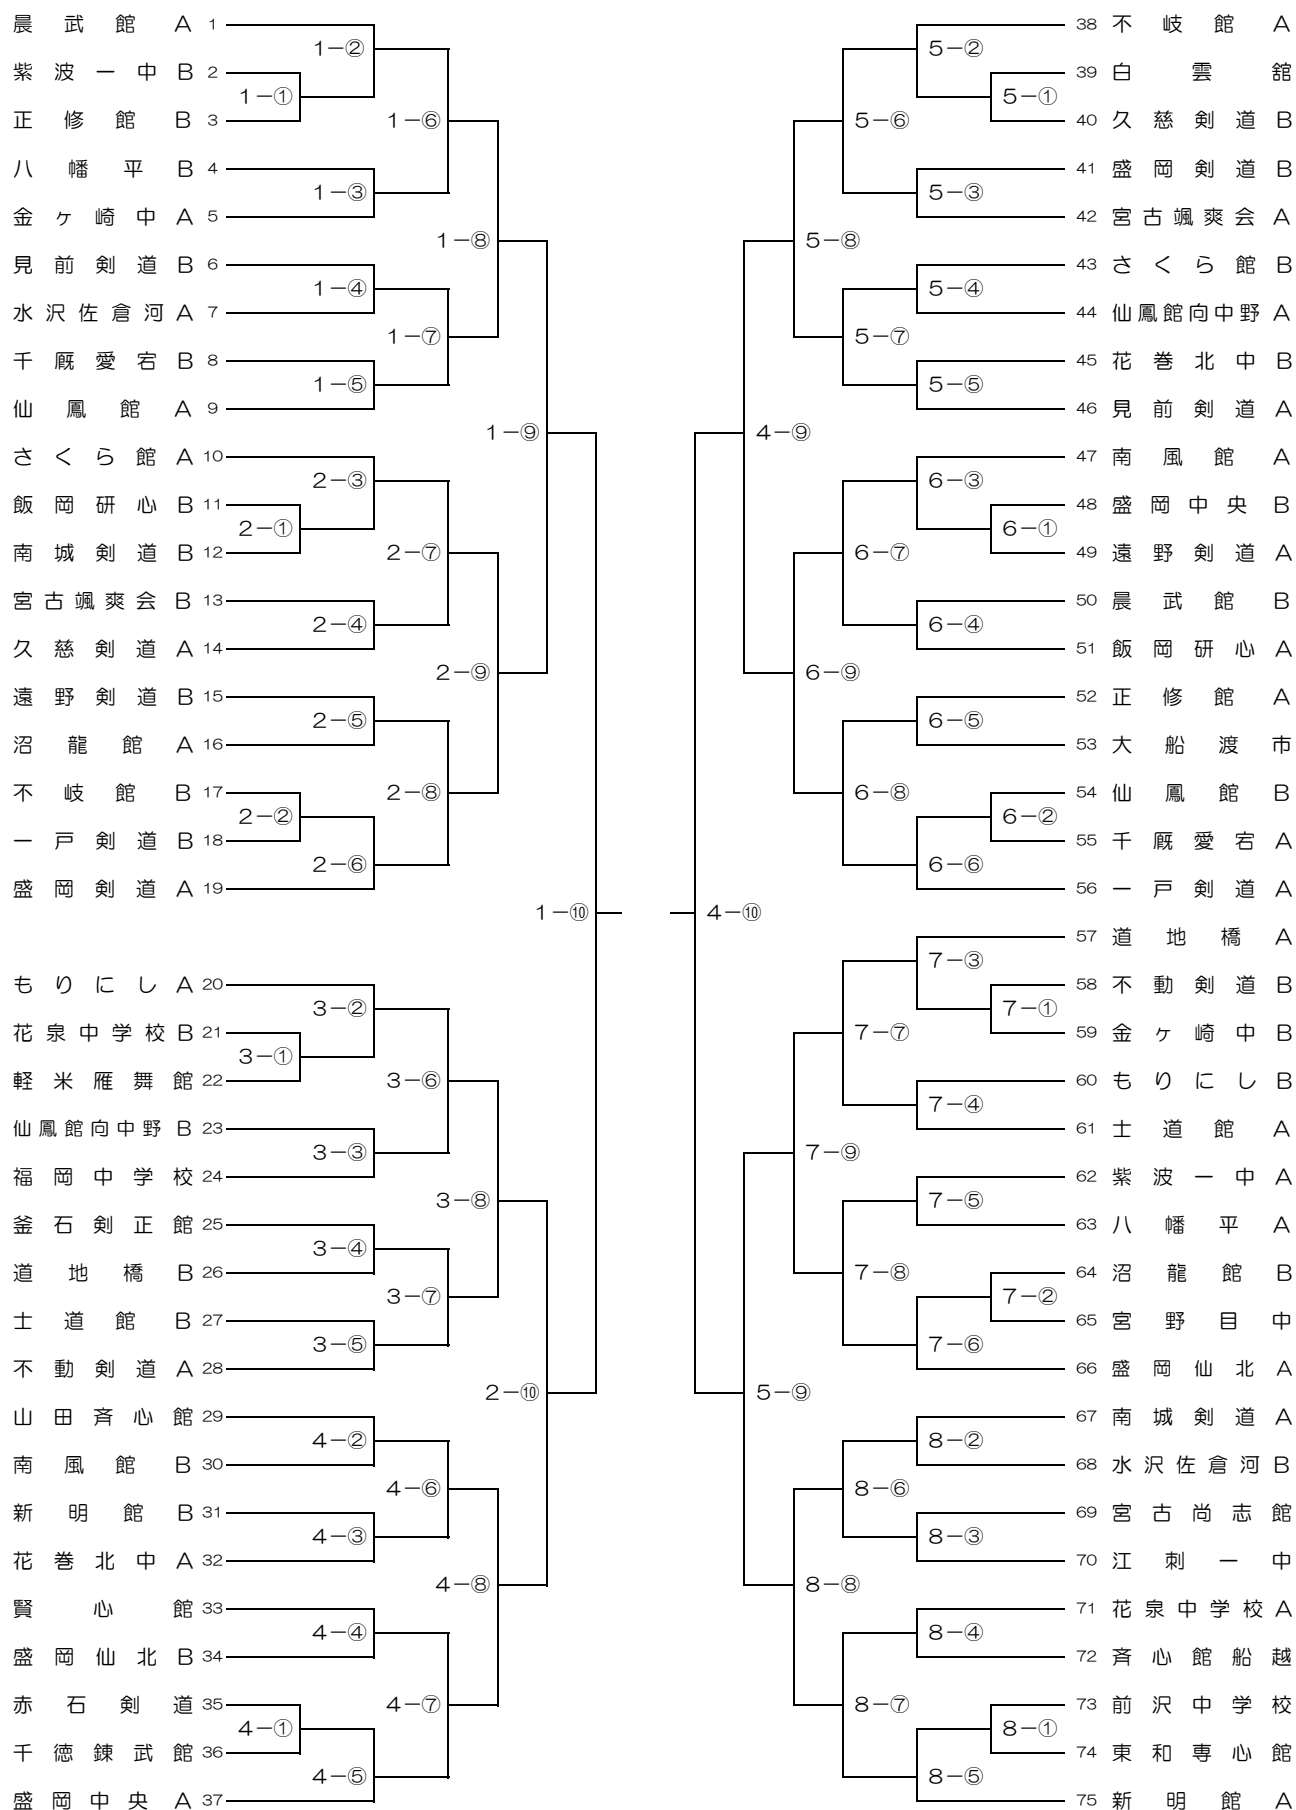 晨武館A 1
紫波一中B 2
正修館B 3
八幡平B 4
金ヶ崎中A 5
見前剣道B 6
水沢佐倉河A 7
千厩愛宕B 8
仙鳳館A 9
さくら館A 10
飯岡研心B 11
南城剣道B 12
宮古颯爽会B 13
久慈剣道A 14
遠野剣道B 15
沼龍館A 16
不岐館B 17
一戸剣道B 18
盛岡剣道A 19
もりにしA 20
花泉中学校B 21
軽米雁舞館 22
仙鳳館向中野B 23
福岡中学校 24
釜石剣正館 25
道地橋B 26
士道館B 27
不動剣道A 28
山田斉心館 29
南風館B 30
新明館B 31
花巻北中A 32
賢心館 33
盛岡仙北B 34
赤石剣道 35
千徳錬武館 36
盛岡中央A 37
1-①
1-②
1-③
1-④
1-⑤
1-⑥
1-⑦
1-⑧
1-⑨
1-⑩
2-①
2-②
2-③
2-④
2-⑤
2-⑥
2-⑦
2-⑧
2-⑨
2-⑩
3-①
3-②
3-③
3-④
3-⑤
3-⑥
3-⑦
3-⑧
4-①
4-②
4-③
4-④
4-⑤
4-⑥
4-⑦
4-⑧
38 不岐館A
39 白雲舘
40 久慈剣道B
41 盛岡剣道B
42 宮古颯爽会A
43 さくら館B
44 仙鳳館向中野A
45 花巻北中B
46 見前剣道A
47 南風館A
48 盛岡中央B
49 遠野剣道A
50 晨武館B
51 飯岡研心A
52 正修館A
53 大船渡市
54 仙鳳館B
55 千厩愛宕A
56 一戸剣道A
57 道地橋A
58 不動剣道B
59 金ヶ崎中B
60 もりにしB
61 士道館A
62 紫波一中A
63 八幡平A
64 沼龍館B
65 宮野目中
66 盛岡仙北A
67 南城剣道A
68 水沢佐倉河B
69 宮古尚志館
70 江刺一中
71 花泉中学校A
72 斉心館船越
73 前沢中学校
74 東和専心館
75 新明館A
5-①
5-②
5-③
5-④
5-⑤
5-⑥
5-⑦
5-⑧
4-⑨
4-⑩
6-①
6-②
6-③
6-④
6-⑤
6-⑥
6-⑦
6-⑧
6-⑨
7-①
7-②
7-③
7-④
7-⑤
7-⑥
7-⑦
7-⑧
7-⑨
5-⑨
8-①
8-②
8-③
8-④
8-⑤
8-⑥
8-⑦
8-⑧